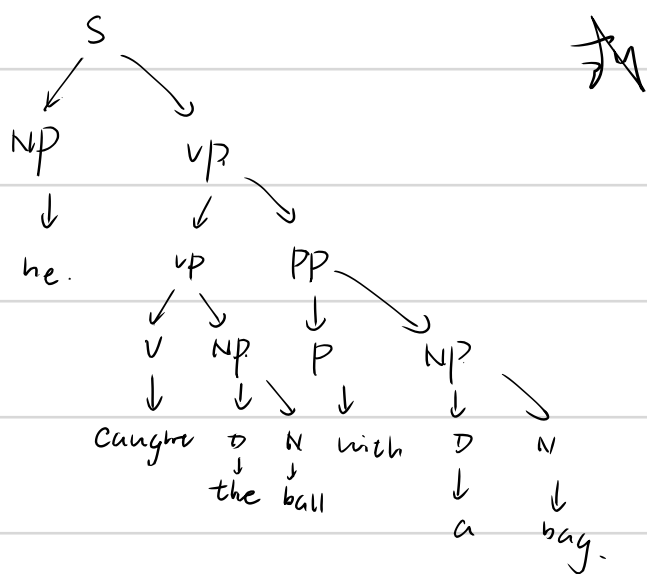 S
NP VP.
he. VP PP
V NP. P NP
caught D N with D N
the ball
a bag.